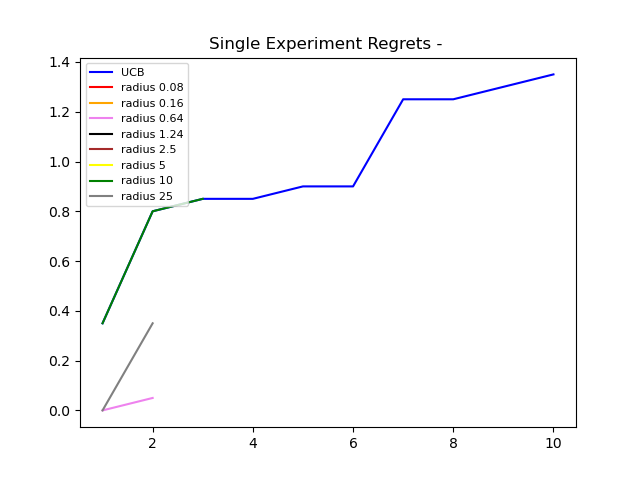 Single Experiment Regrets -
1.4
1.2
1.0
0.8
0.6
0.4
0.2
0.0
UCB
radius 0.08
radius 0.16
radius 0.64
radius 1.24
radius 2.5
radius 5
radius 10
radius 25
2 4 6 8 10